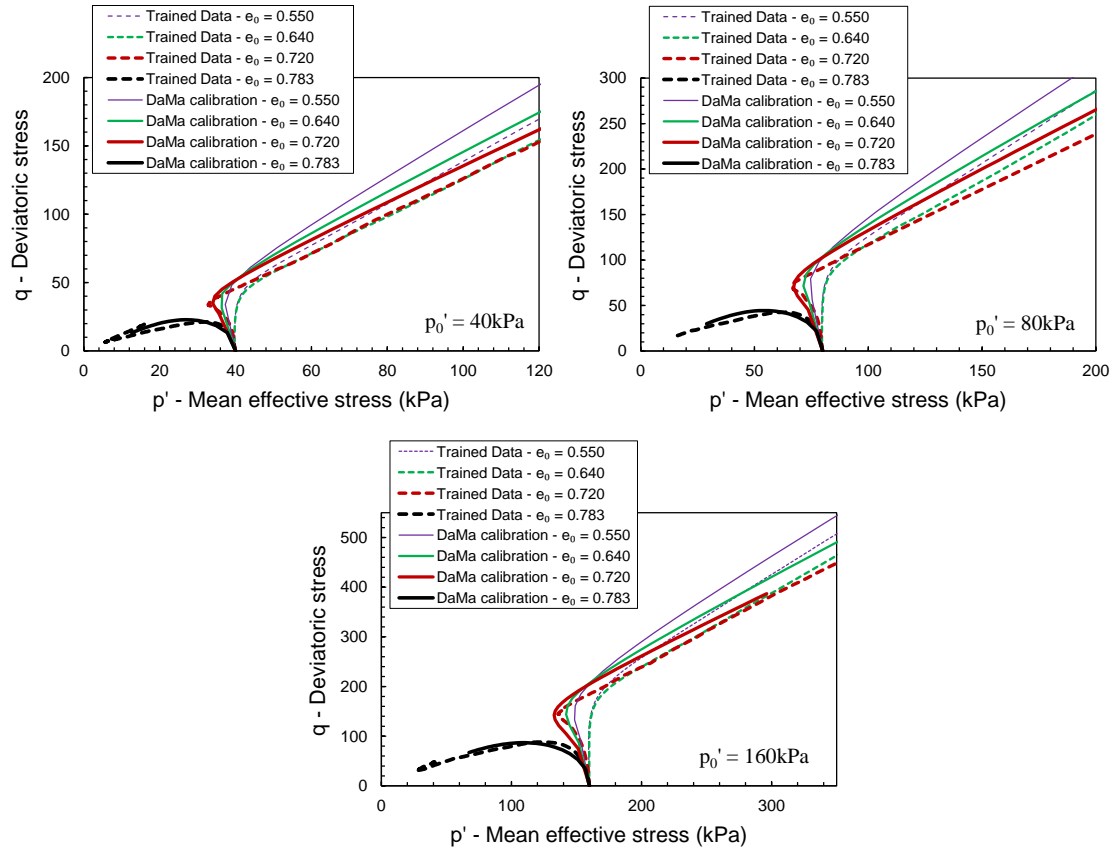 Trained Data - e₀ = 0.550
Trained Data - e₀ = 0.640
Trained Data - e₀ = 0.720
Trained Data - e₀ = 0.783
DaMa calibration - e₀ = 0.550
DaMa calibration - e₀ = 0.640
DaMa calibration - e₀ = 0.720
DaMa calibration - e₀ = 0.783
200
150
100
50
0
q - Deviatoric stress
p₀' = 40kPa
0 20 40 60 80 100 120
p' - Mean effective stress (kPa)
Trained Data - e₀ = 0.550
Trained Data - e₀ = 0.640
Trained Data - e₀ = 0.720
Trained Data - e₀ = 0.783
DaMa calibration - e₀ = 0.550
DaMa calibration - e₀ = 0.640
DaMa calibration - e₀ = 0.720
DaMa calibration - e₀ = 0.783
300
250
200
150
100
50
0
q - Deviatoric stress
p₀' = 80kPa
0 50 100 150 200
p' - Mean effective stress (kPa)
Trained Data - e₀ = 0.550
Trained Data - e₀ = 0.640
Trained Data - e₀ = 0.720
Trained Data - e₀ = 0.783
DaMa calibration - e₀ = 0.550
DaMa calibration - e₀ = 0.640
DaMa calibration - e₀ = 0.720
DaMa calibration - e₀ = 0.783
500
400
300
200
100
0
q - Deviatoric stress
p₀' = 160kPa
0 100 200 300
p' - Mean effective stress (kPa)